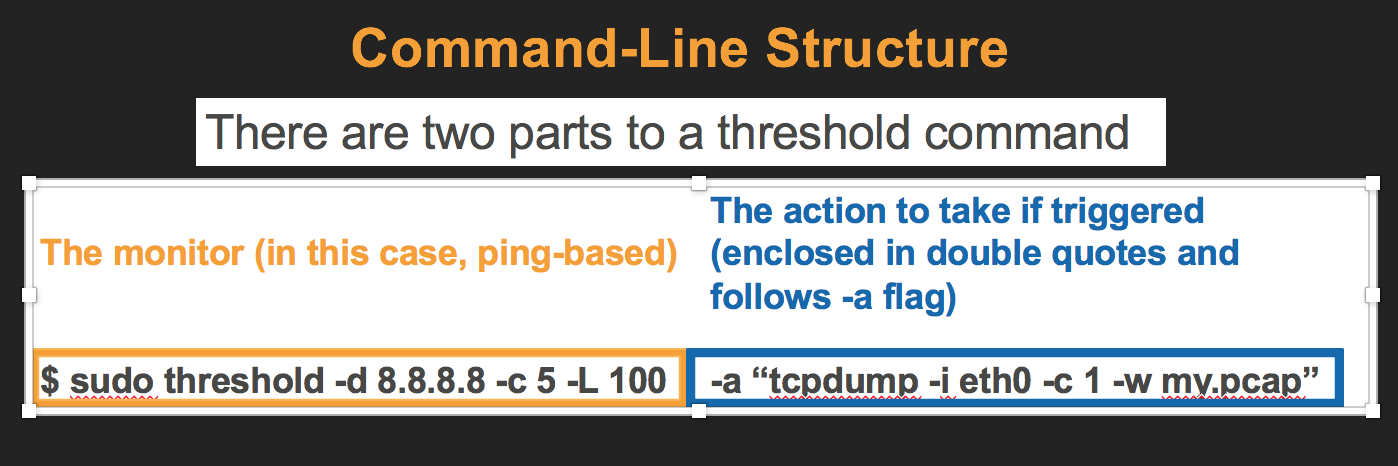 Command-Line Structure
There are two parts to a threshold command
The monitor (in this case, ping-based)
The action to take if triggered
(enclosed in double quotes and
follows -a flag)
$ sudo threshold -d 8.8.8.8 -c 5 -L 100
-a “tcpdump -i eth0 -c 1 -w my.pcap”